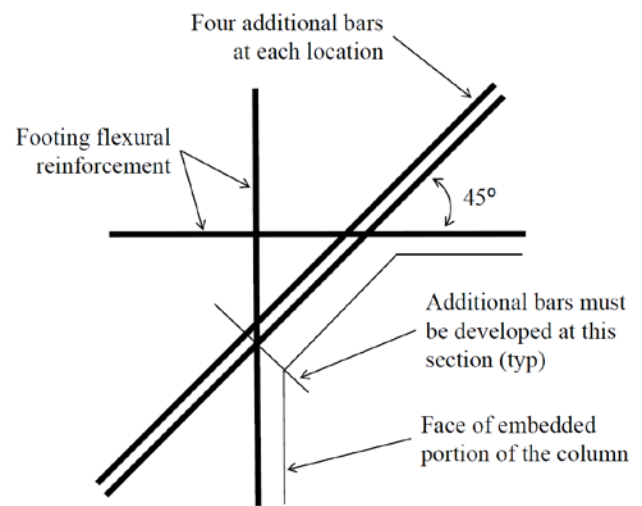 Four additional bars
at each location
Footing flexural
reinforcement
45°
Additional bars must
be developed at this
section (typ)
Face of embedded
portion of the column